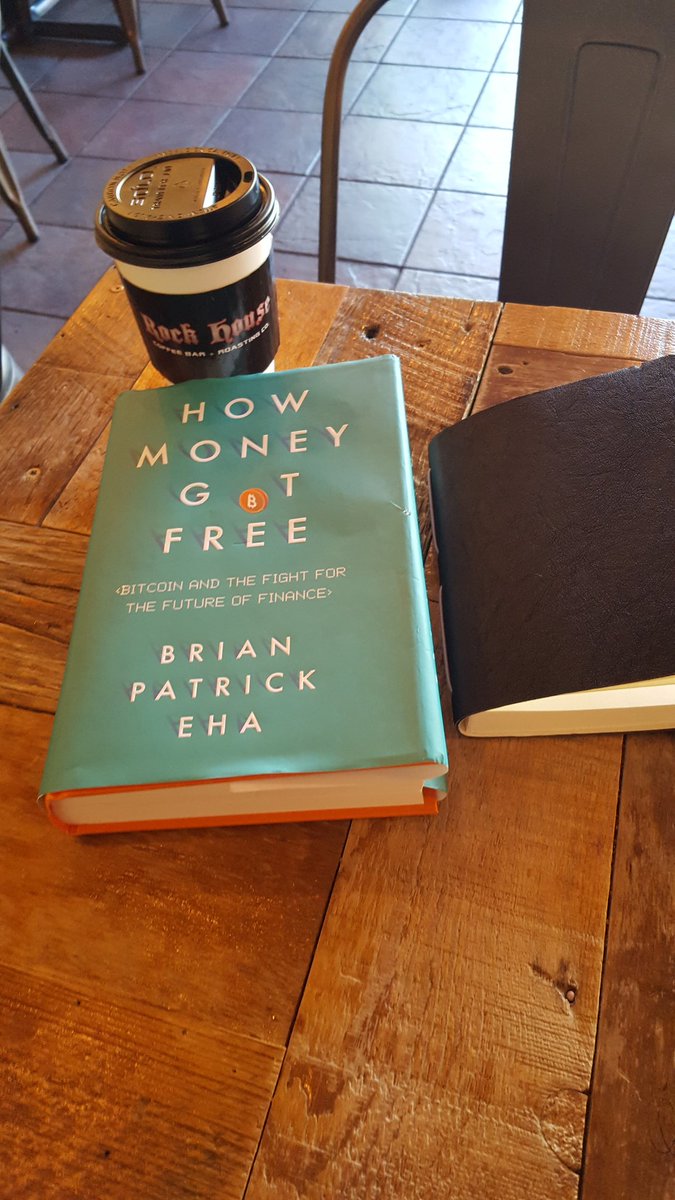 Rock House
COFFEE BAR + ROASTING CO.
HOW
MONEY
GOT
FREE
<BITCOIN AND THE FIGHT FOR
THE FUTURE OF FINANCE>
BRIAN
PATRICK
EHA